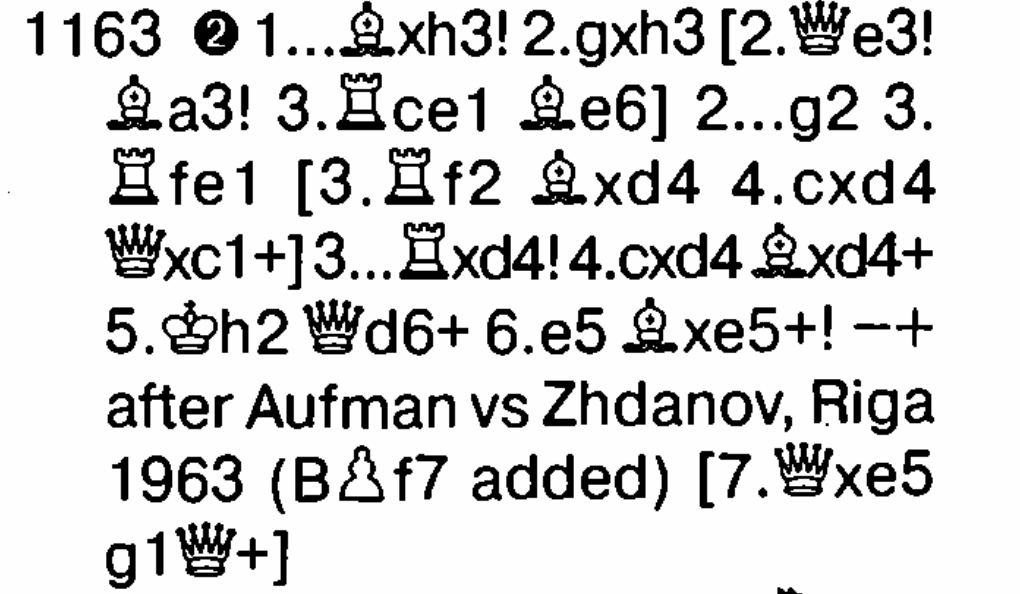 1163 ❷ 1...♗xh3! 2.gxh3 [2.♕e3!
♗a3! 3.♖ce1 ♗e6] 2...g2 3.
♖fe1 [3.♖f2 ♗xd4 4.cxd4
♕xc1+] 3...♖xd4! 4.cxd4 ♗xd4+
5.♔h2 ♕d6+ 6.e5 ♗xe5+! −+
after Aufman vs Zhdanov, Riga
1963 (B♙f7 added) [7.♕xe5
g1♕+]